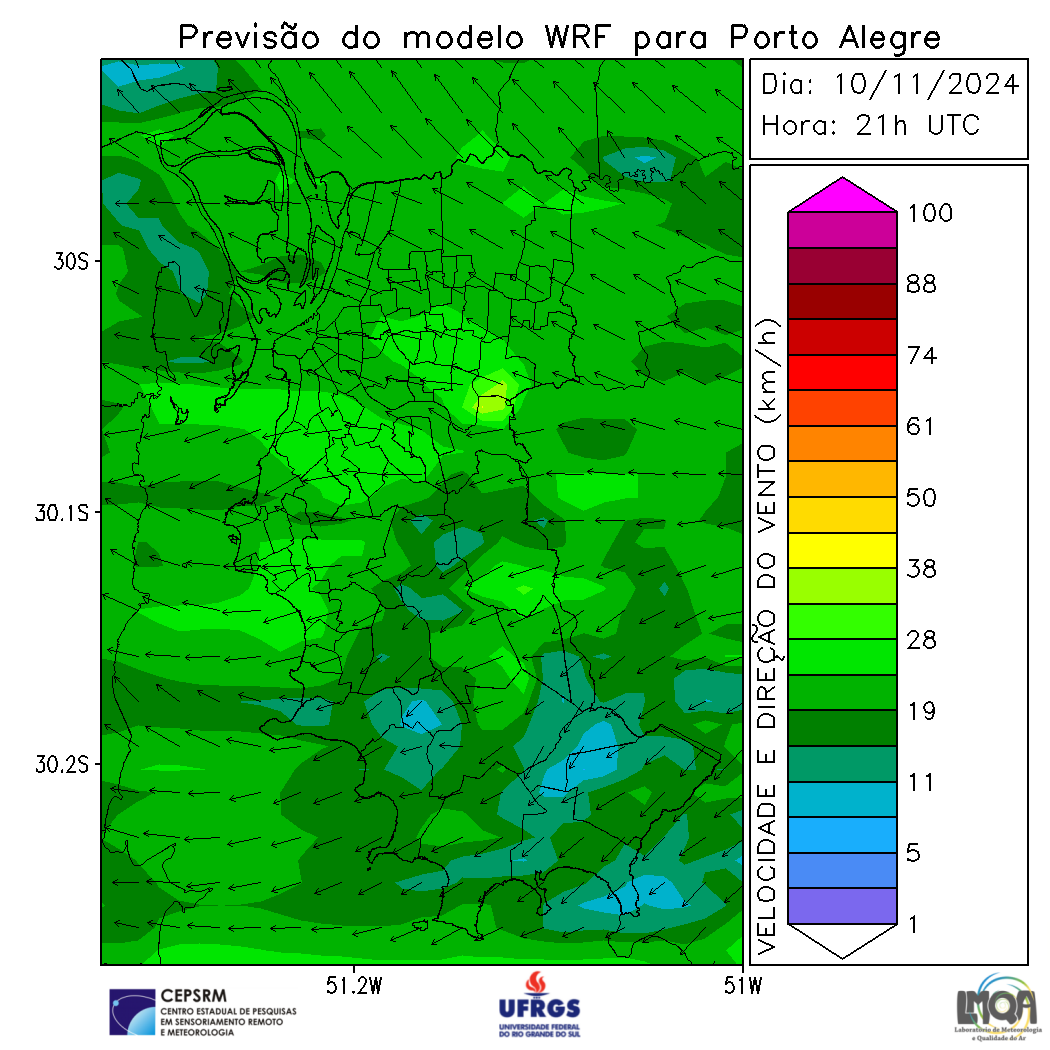 Previsão do modelo WRF para Porto Alegre
Dia: 10/11/2024
Hora: 21h UTC
30S
30.1S
30.2S
51.2W
51W
VELOCIDADE E DIREÇÃO DO VENTO (km/h)
100
88
74
61
50
38
28
19
11
5
1
CEPSRM
CENTRO ESTADUAL DE PESQUISAS
EM SENSORIAMENTO REMOTO
E METEOROLOGIA
UFRGS
UNIVERSIDADE FEDERAL
DO RIO GRANDE DO SUL
LMQA
Laboratório de Meteorologia
e Qualidade do Ar